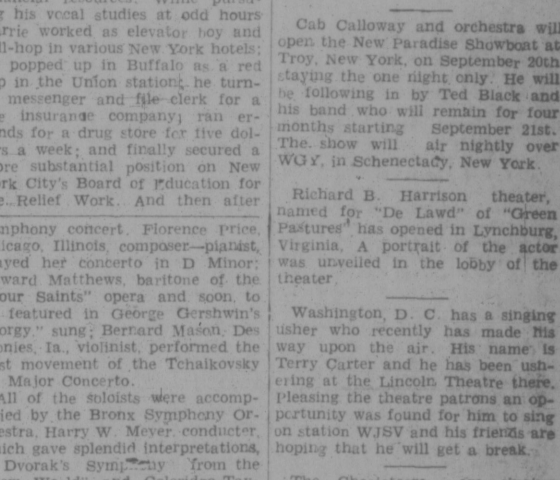 his vocal studies at odd hours
rrie worked as elevator boy and
ll-hop in various New York hotels;
popped up in Buffalo as a red
p in the Union station; he turn-
messenger and file clerk for a
e insurance company; ran er-
nds for a drug store for five dol-
rs a week; and finally secured a
ore substantial position on New
rk City's Board of Education for
e Relief Work. And then after
mphony concert. Florence Price,
icago, Illinois, composer—pianist,
ayed her concerto in D Minor;
ward Matthews, baritone of the
our Saints" opera and soon, to
featured in George Gershwin's
orgy," sung; Bernard Mason, Des
onies, Ia., violinist, performed the
st movement of the Tchaikovsky
Major Concerto.
All of the soloists were accomp-
ied by the Bronx Symphony Or-
estra, Harry W. Meyer, conductor,
ich gave splendid interpretations,
Dvorak's from the
Cab Calloway and orchestra will
open the New Paradise Showboat at
Troy, New York, on September 20th
staying the one night only. He will
be following in by Ted Black and
his band who will remain for four
months starting September 21st.
The show will air nightly over
WGY, in Schenectady, New York.
Richard B. Harrison theater,
named for "De Lawd" of "Green
Pastures" has opened in Lynchburg,
Virginia. A portrait of the actor
was unveiled in the lobby of the
theater.
Washington, D. C. has a singing
usher who recently has made his
way upon the air. His name is
Terry Carter and he has been ush-
ering at the Lincoln Theatre there.
Pleasing the theatre patrons an op-
portunity was found for him to sing
on station WJSV and his friends are
hoping that he will get a break.